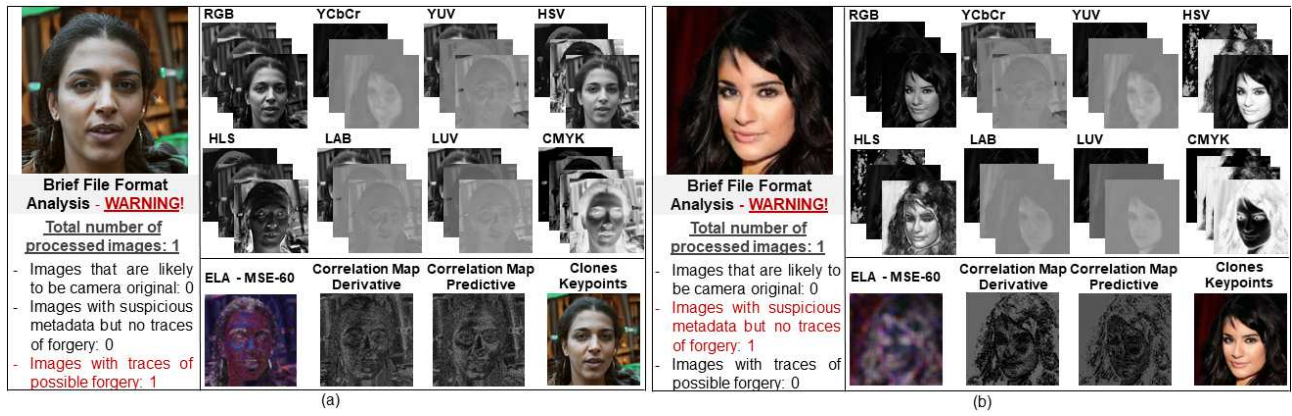 RGB YCbCr YUV HSV
HLS LAB LUV CMYK
Brief File Format
Analysis - WARNING!
Total number of
processed images: 1
- Images that are likely
to be camera original: 0
- Images with suspicious
metadata but no traces
of forgery: 0
- Images with traces of
possible forgery: 1
ELA - MSE-60 Correlation Map Correlation Map Clones
Derivative Predictive Keypoints
(a)
RGB YCbCr YUV HSV
HLS LAB LUV CMYK
Brief File Format
Analysis - WARNING!
Total number of
processed images: 1
- Images that are likely to
be camera original: 0
- Images with suspicious
metadata but no traces
of forgery: 1
- Images with traces of
possible forgery: 0
ELA - MSE-60 Correlation Map Correlation Map Clones
Derivative Predictive Keypoints
(b)